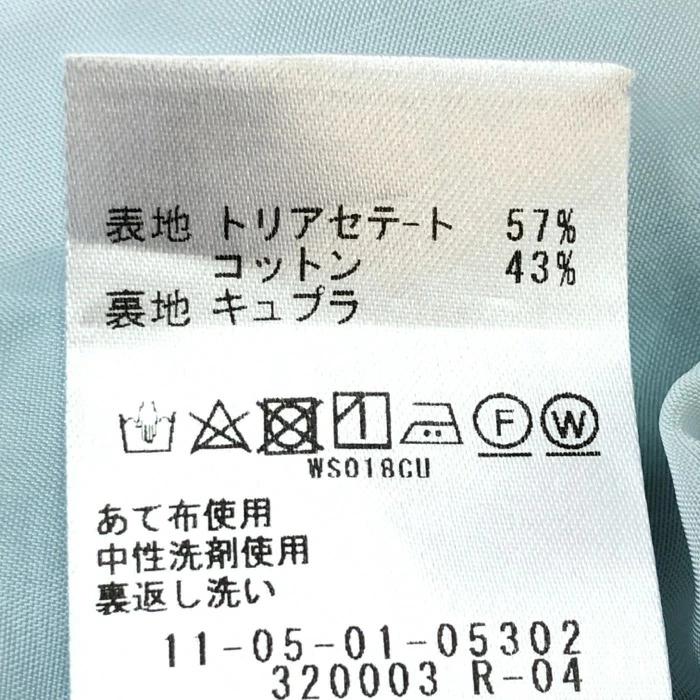 表地 トリアセテート 57%
コットン 43%
裏地 キュプラ
F W
WS018CU
あて布使用
中性洗剤使用
裏返し洗い
11-05-01-05302
320003 R-04